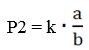 P2 = k · a/b